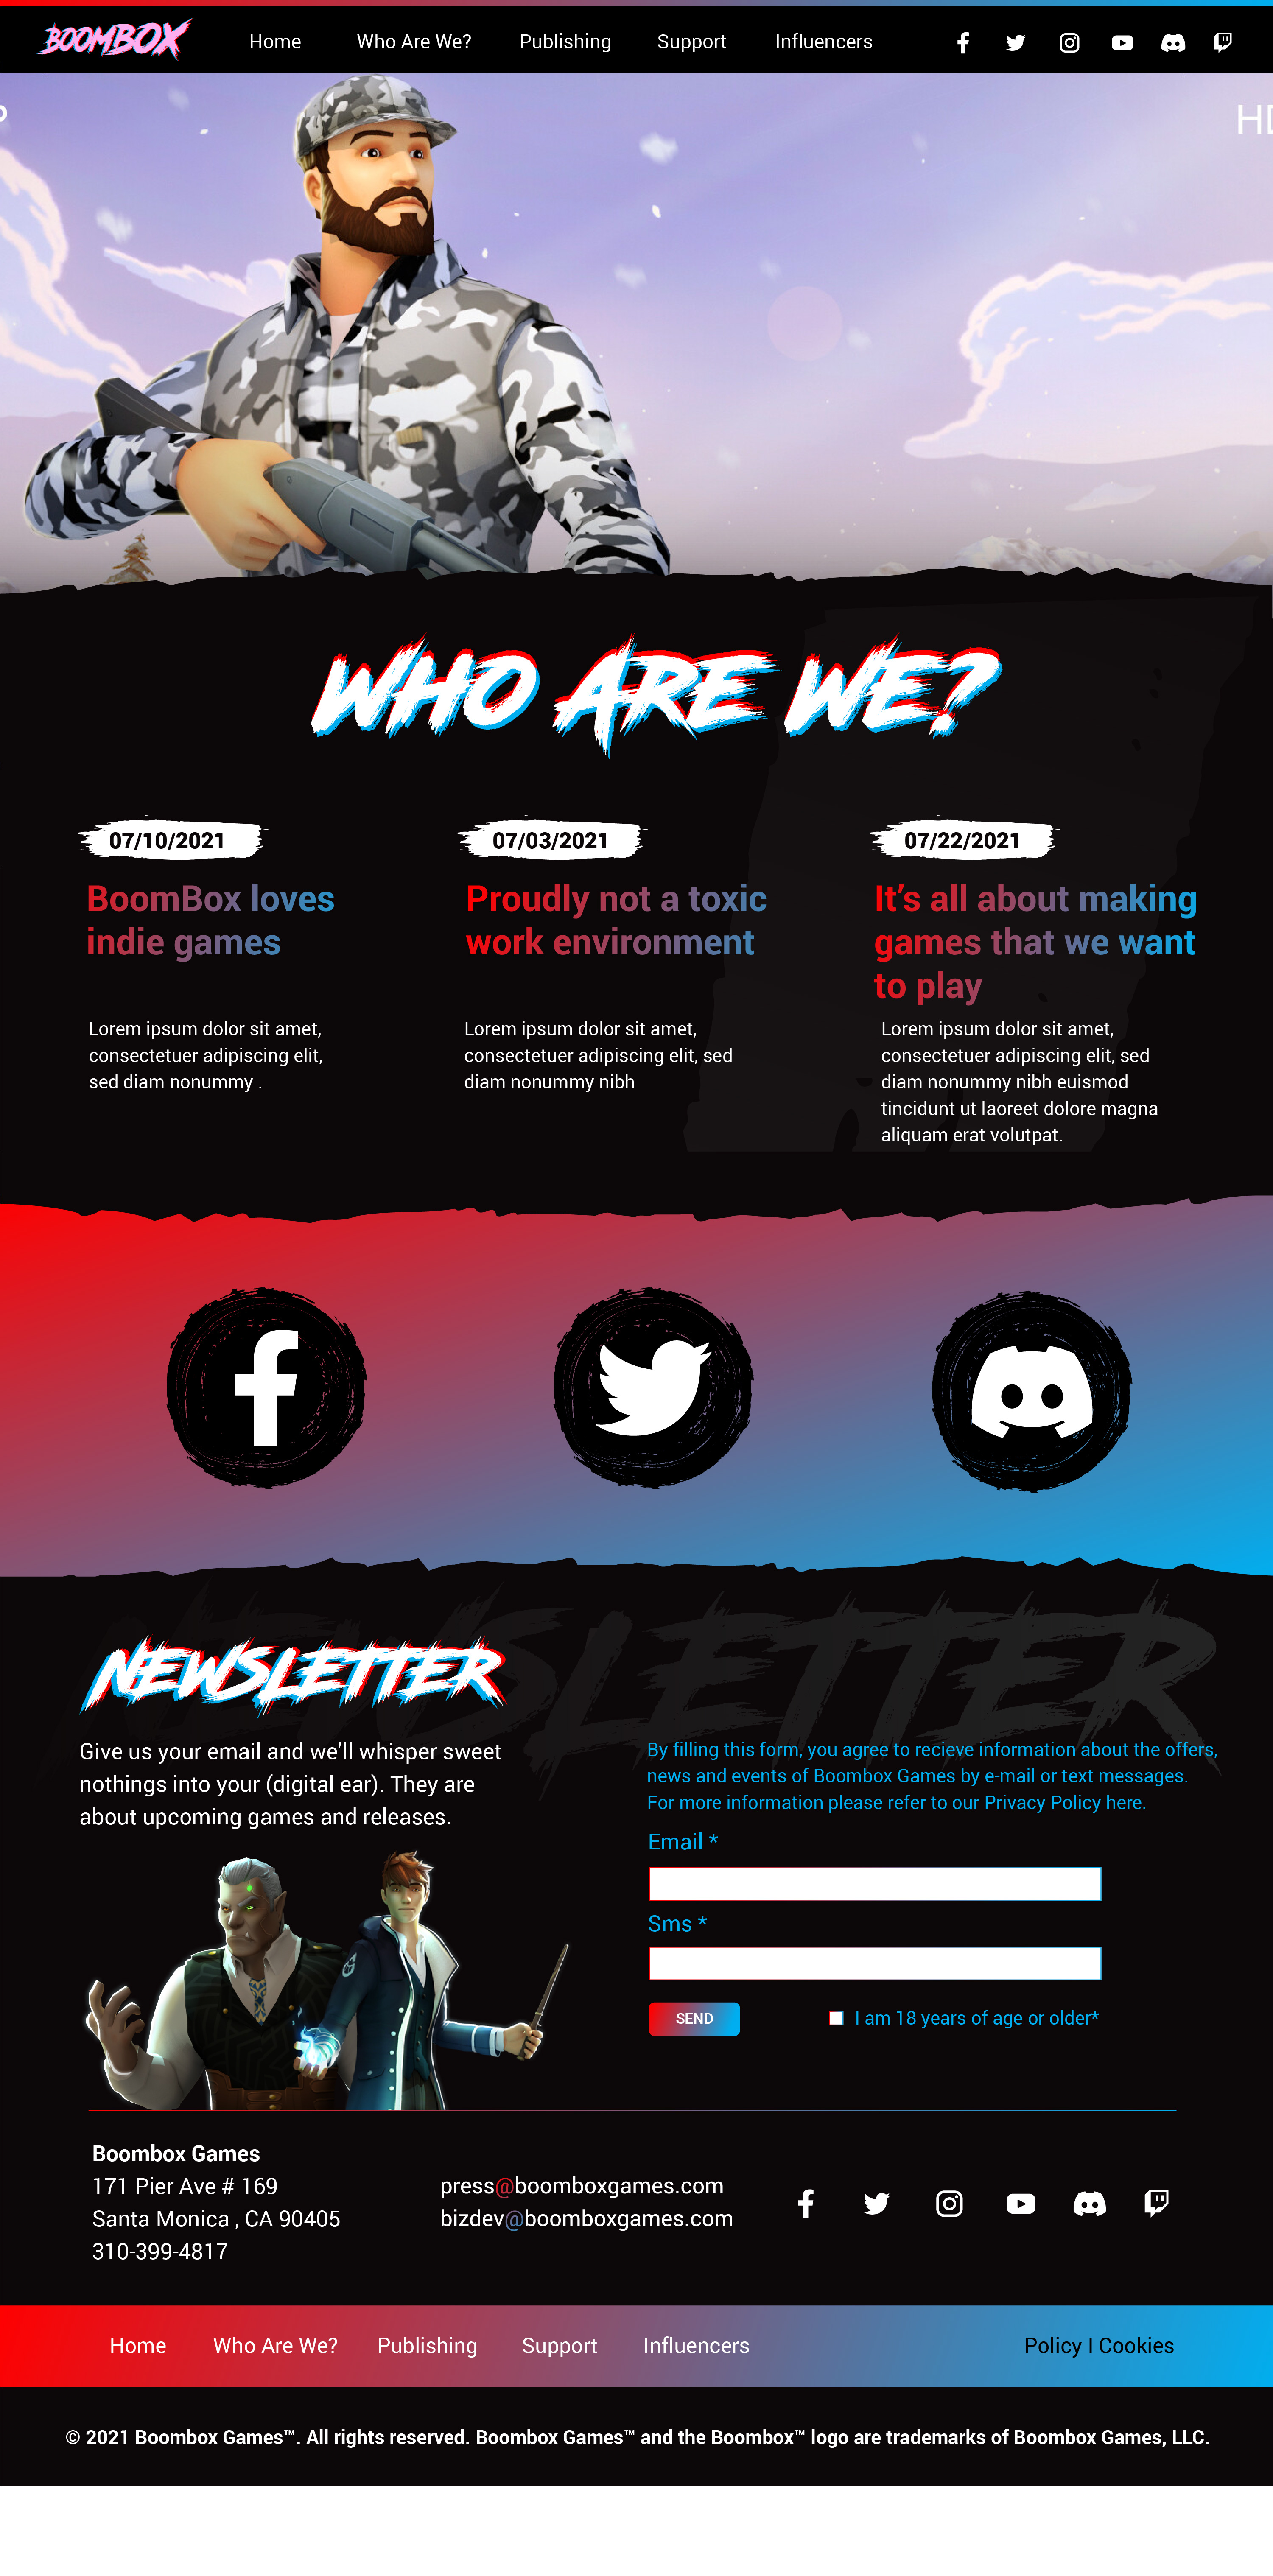 BOOMBOX Home Who Are We? Publishing Support Influencers
HD
WHO ARE WE?
07/10/2021
BoomBox loves
indie games
Lorem ipsum dolor sit amet,
consectetuer adipiscing elit,
sed diam nonummy .
07/03/2021
Proudly not a toxic
work environment
Lorem ipsum dolor sit amet,
consectetuer adipiscing elit, sed
diam nonummy nibh
07/22/2021
It's all about making
games that we want
to play
Lorem ipsum dolor sit amet,
consectetuer adipiscing elit, sed
diam nonummy nibh euismod
tincidunt ut laoreet dolore magna
aliquam erat volutpat.
NEWSLETTER
NEWSLETTER
Give us your email and we'll whisper sweet
nothings into your (digital ear). They are
about upcoming games and releases.
By filling this form, you agree to recieve information about the offers,
news and events of Boombox Games by e-mail or text messages.
For more information please refer to our Privacy Policy here.
Email *
Sms *
SEND
I am 18 years of age or older*
Boombox Games
171 Pier Ave # 169
Santa Monica , CA 90405
310-399-4817
press@boomboxgames.com
bizdev@boomboxgames.com
Home Who Are We? Publishing Support Influencers Policy I Cookies
© 2021 Boombox Games™. All rights reserved. Boombox Games™ and the Boombox™ logo are trademarks of Boombox Games, LLC.